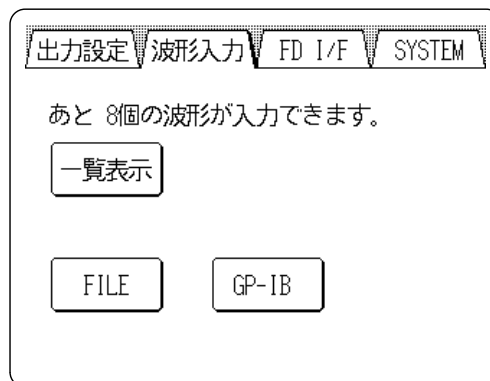 出力設定 波形入力 FD I/F SYSTEM
あと 8個の波形が入力できます。
一覧表示
FILE GP-IB